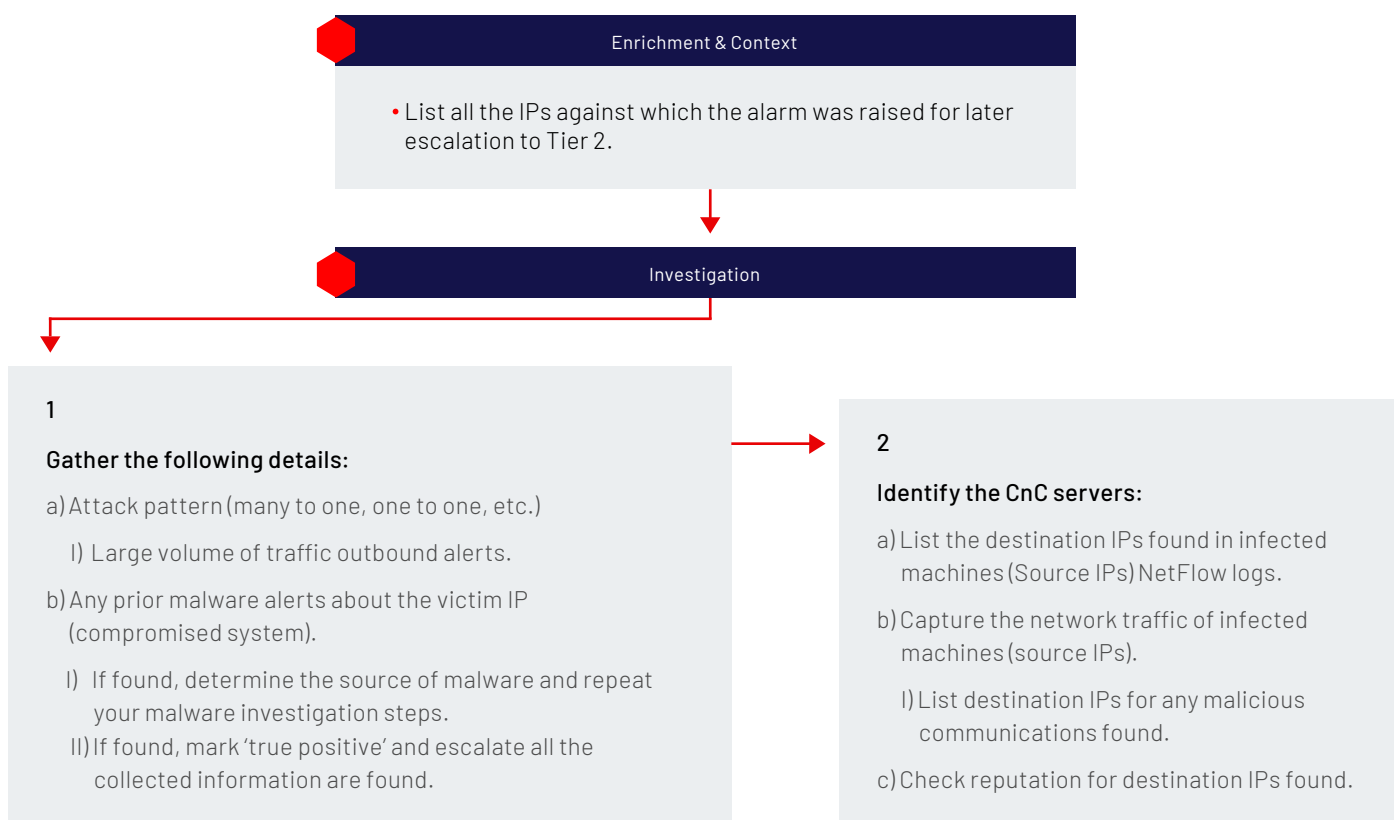 Enrichment & Context
• List all the IPs against which the alarm was raised for later
escalation to Tier 2.
Investigation
1
Gather the following details:
a) Attack pattern (many to one, one to one, etc.)
I) Large volume of traffic outbound alerts.
b) Any prior malware alerts about the victim IP
(compromised system).
I) If found, determine the source of malware and repeat
your malware investigation steps.
II) If found, mark ‘true positive’ and escalate all the
collected information are found.
2
Identify the CnC servers:
a) List the destination IPs found in infected
machines (Source IPs) NetFlow logs.
b) Capture the network traffic of infected
machines (source IPs).
I) List destination IPs for any malicious
communications found.
c) Check reputation for destination IPs found.